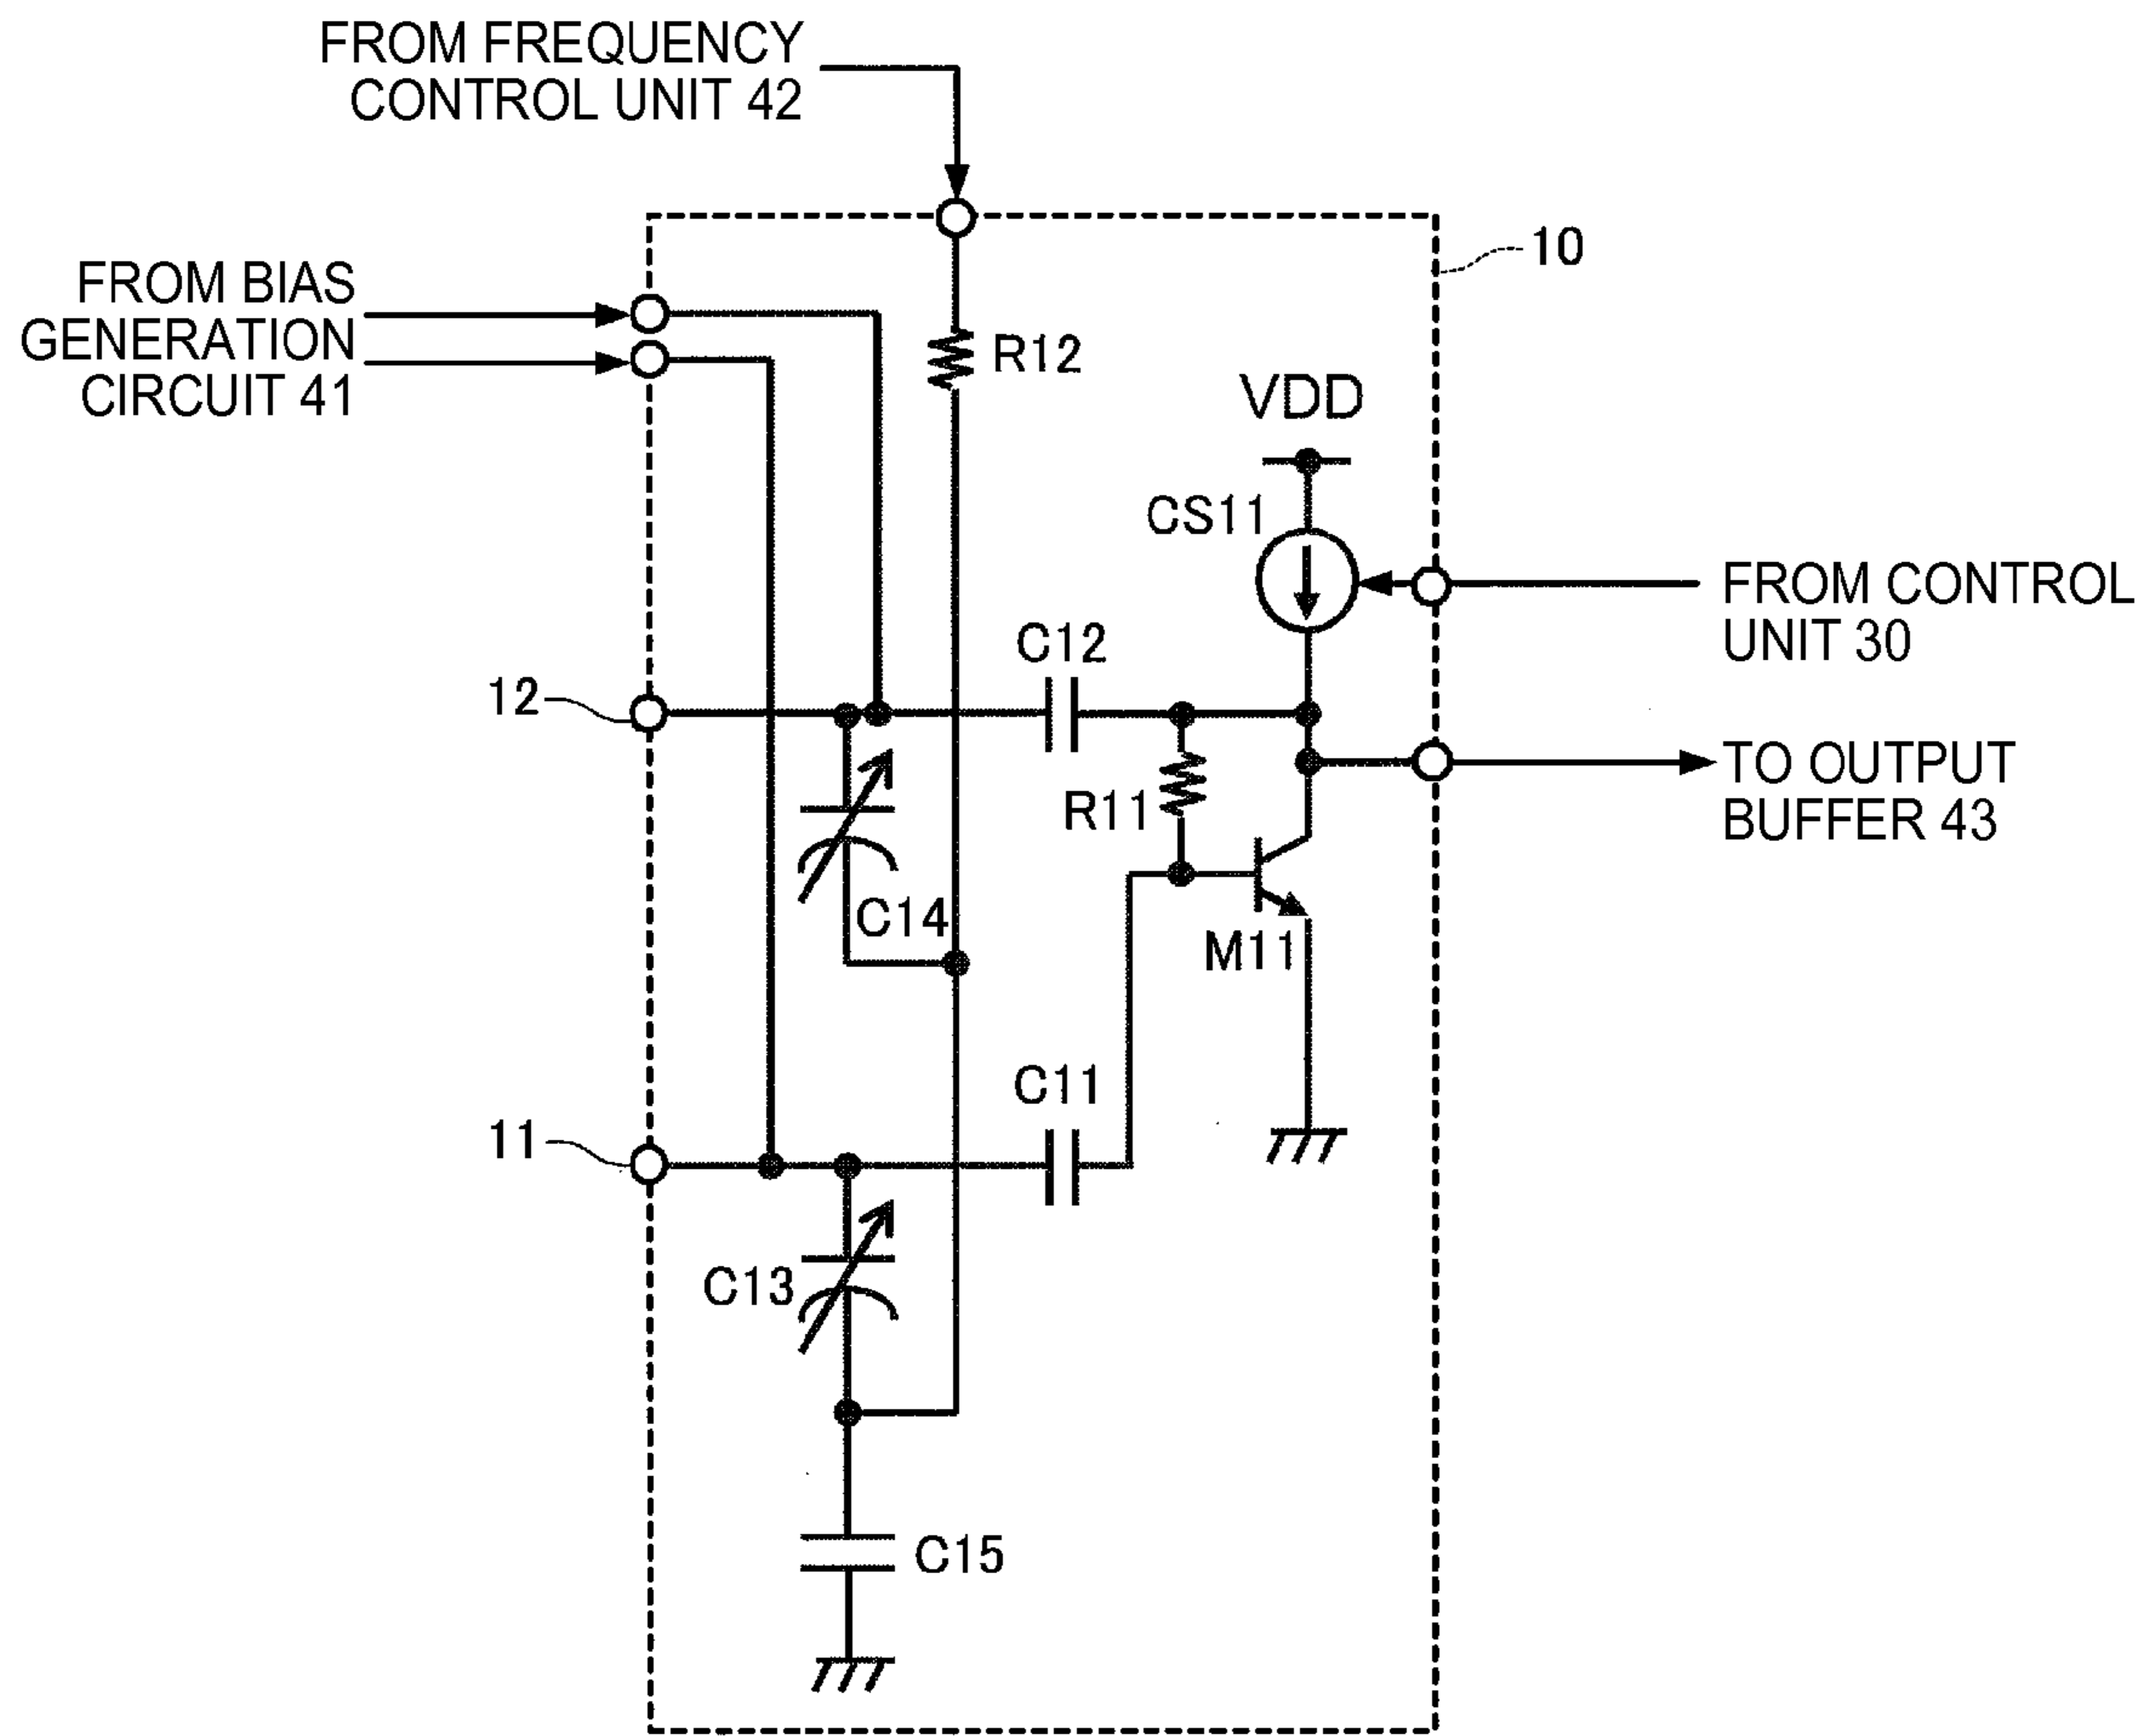 FROM FREQUENCY
CONTROL UNIT 42
10
FROM BIAS
GENERATION
CIRCUIT 41
R12
VDD
CS11
FROM CONTROL
UNIT 30
C12
12
TO OUTPUT
BUFFER 43
R11
C14
M11
C11
11
C13
C15